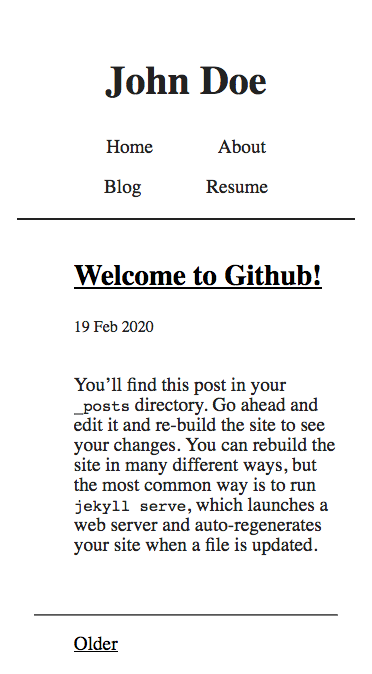 John Doe
Home About
Blog Resume
Welcome to Github!
19 Feb 2020
You’ll find this post in your
_posts directory. Go ahead and
edit it and re-build the site to see
your changes. You can rebuild the
site in many different ways, but
the most common way is to run
jekyll serve, which launches a
web server and auto-regenerates
your site when a file is updated.
Older